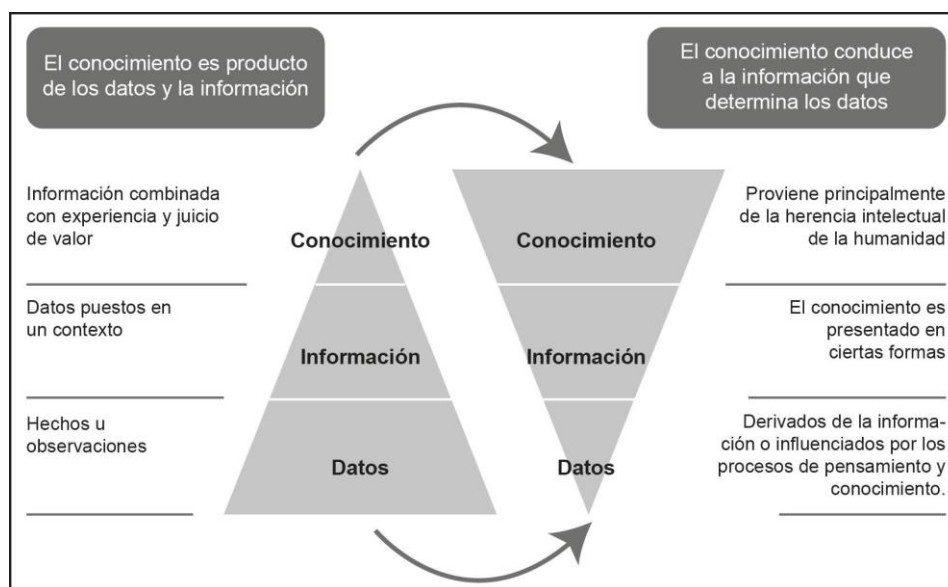 El conocimiento es producto
de los datos y la información
El conocimiento conduce
a la información que
determina los datos
Información combinada
con experiencia y juicio
de valor
Conocimiento
Conocimiento
Proviene principalmente
de la herencia intelectual
de la humanidad
Datos puestos en
un contexto
Información
Información
El conocimiento es
presentado en
ciertas formas
Hechos u
observaciones
Datos
Datos
Derivados de la informa-
ción o influenciados por los
procesos de pensamiento y
conocimiento.